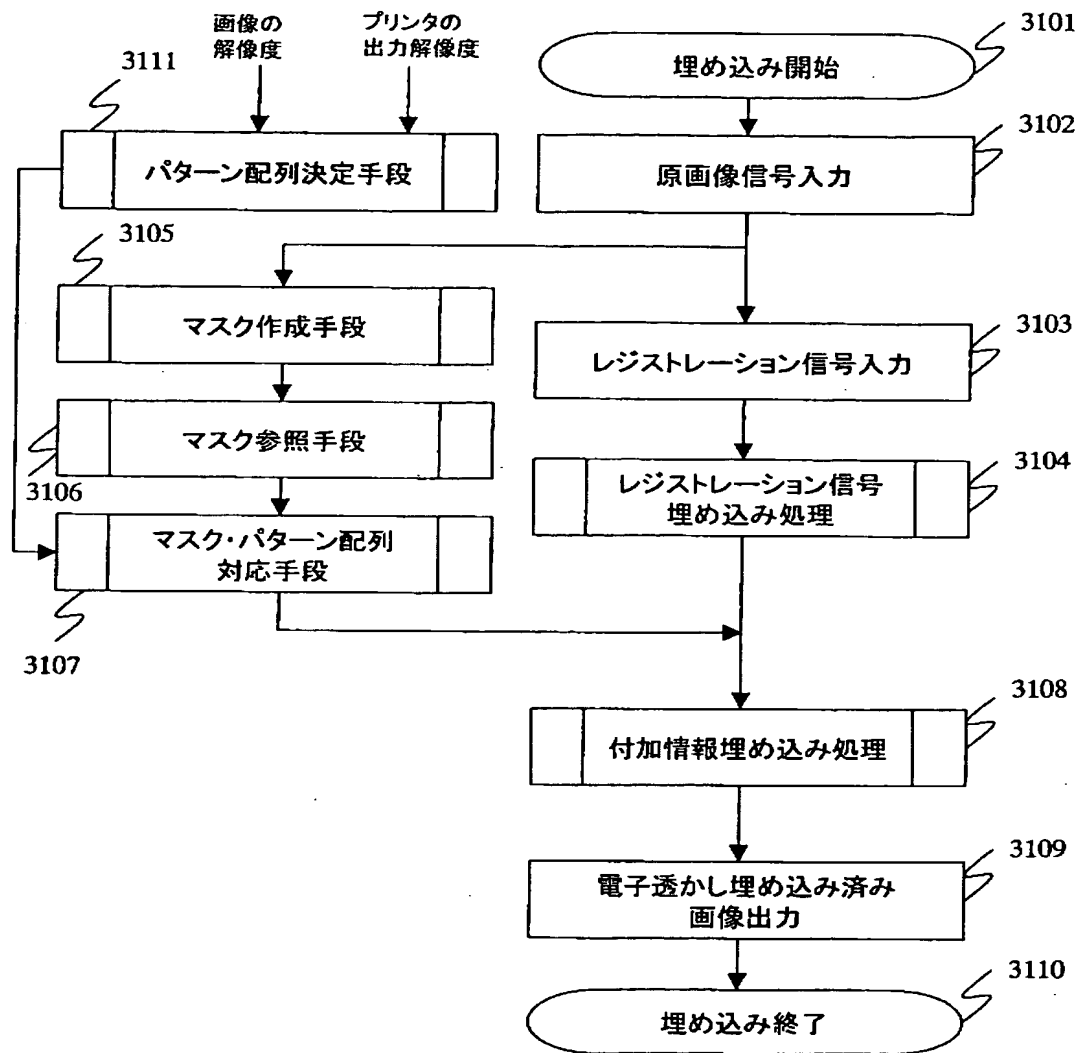 画像の
解像度
プリンタの
出力解像度
3101
埋め込み開始
3111
パターン配列決定手段
3102
原画像信号入力
3105
マスク作成手段
3103
レジストレーション信号入力
マスク参照手段
3106
3104
レジストレーション信号
埋め込み処理
マスク・パターン配列
対応手段
3107
3108
付加情報埋め込み処理
3109
電子透かし埋め込み済み
画像出力
3110
埋め込み終了